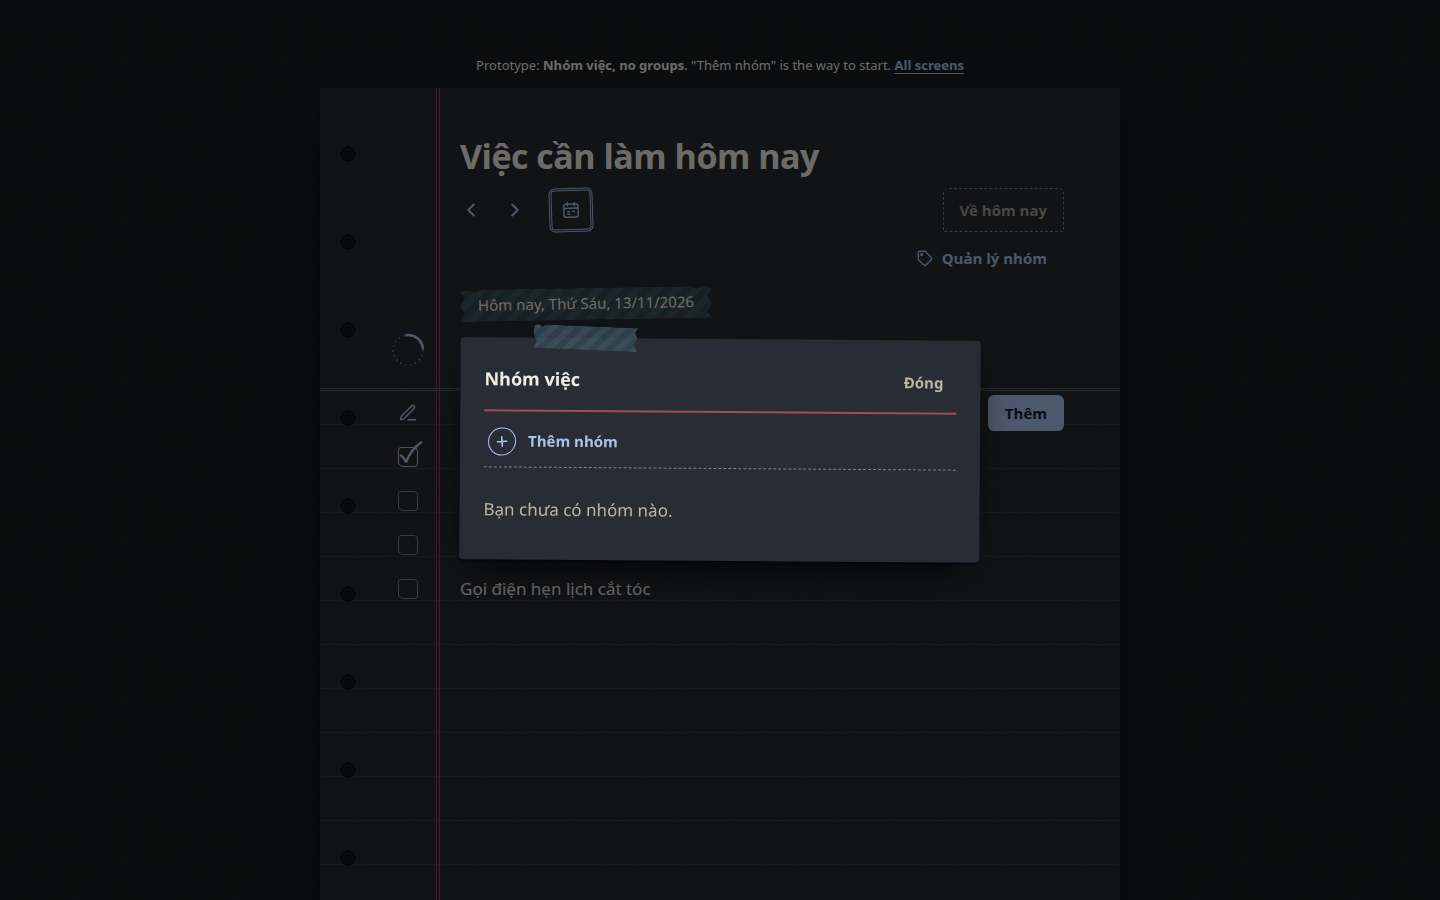 Prototype: Nhóm việc, no groups. "Thêm nhóm" is the way to start. All screens
Việc cần làm hôm nay
Về hôm nay
Quản lý nhóm
Hôm nay, Thứ Sáu, 13/11/2026
Nhóm việc
Đóng
Thêm
Thêm nhóm
Bạn chưa có nhóm nào.
Gọi điện hẹn lịch cắt tóc